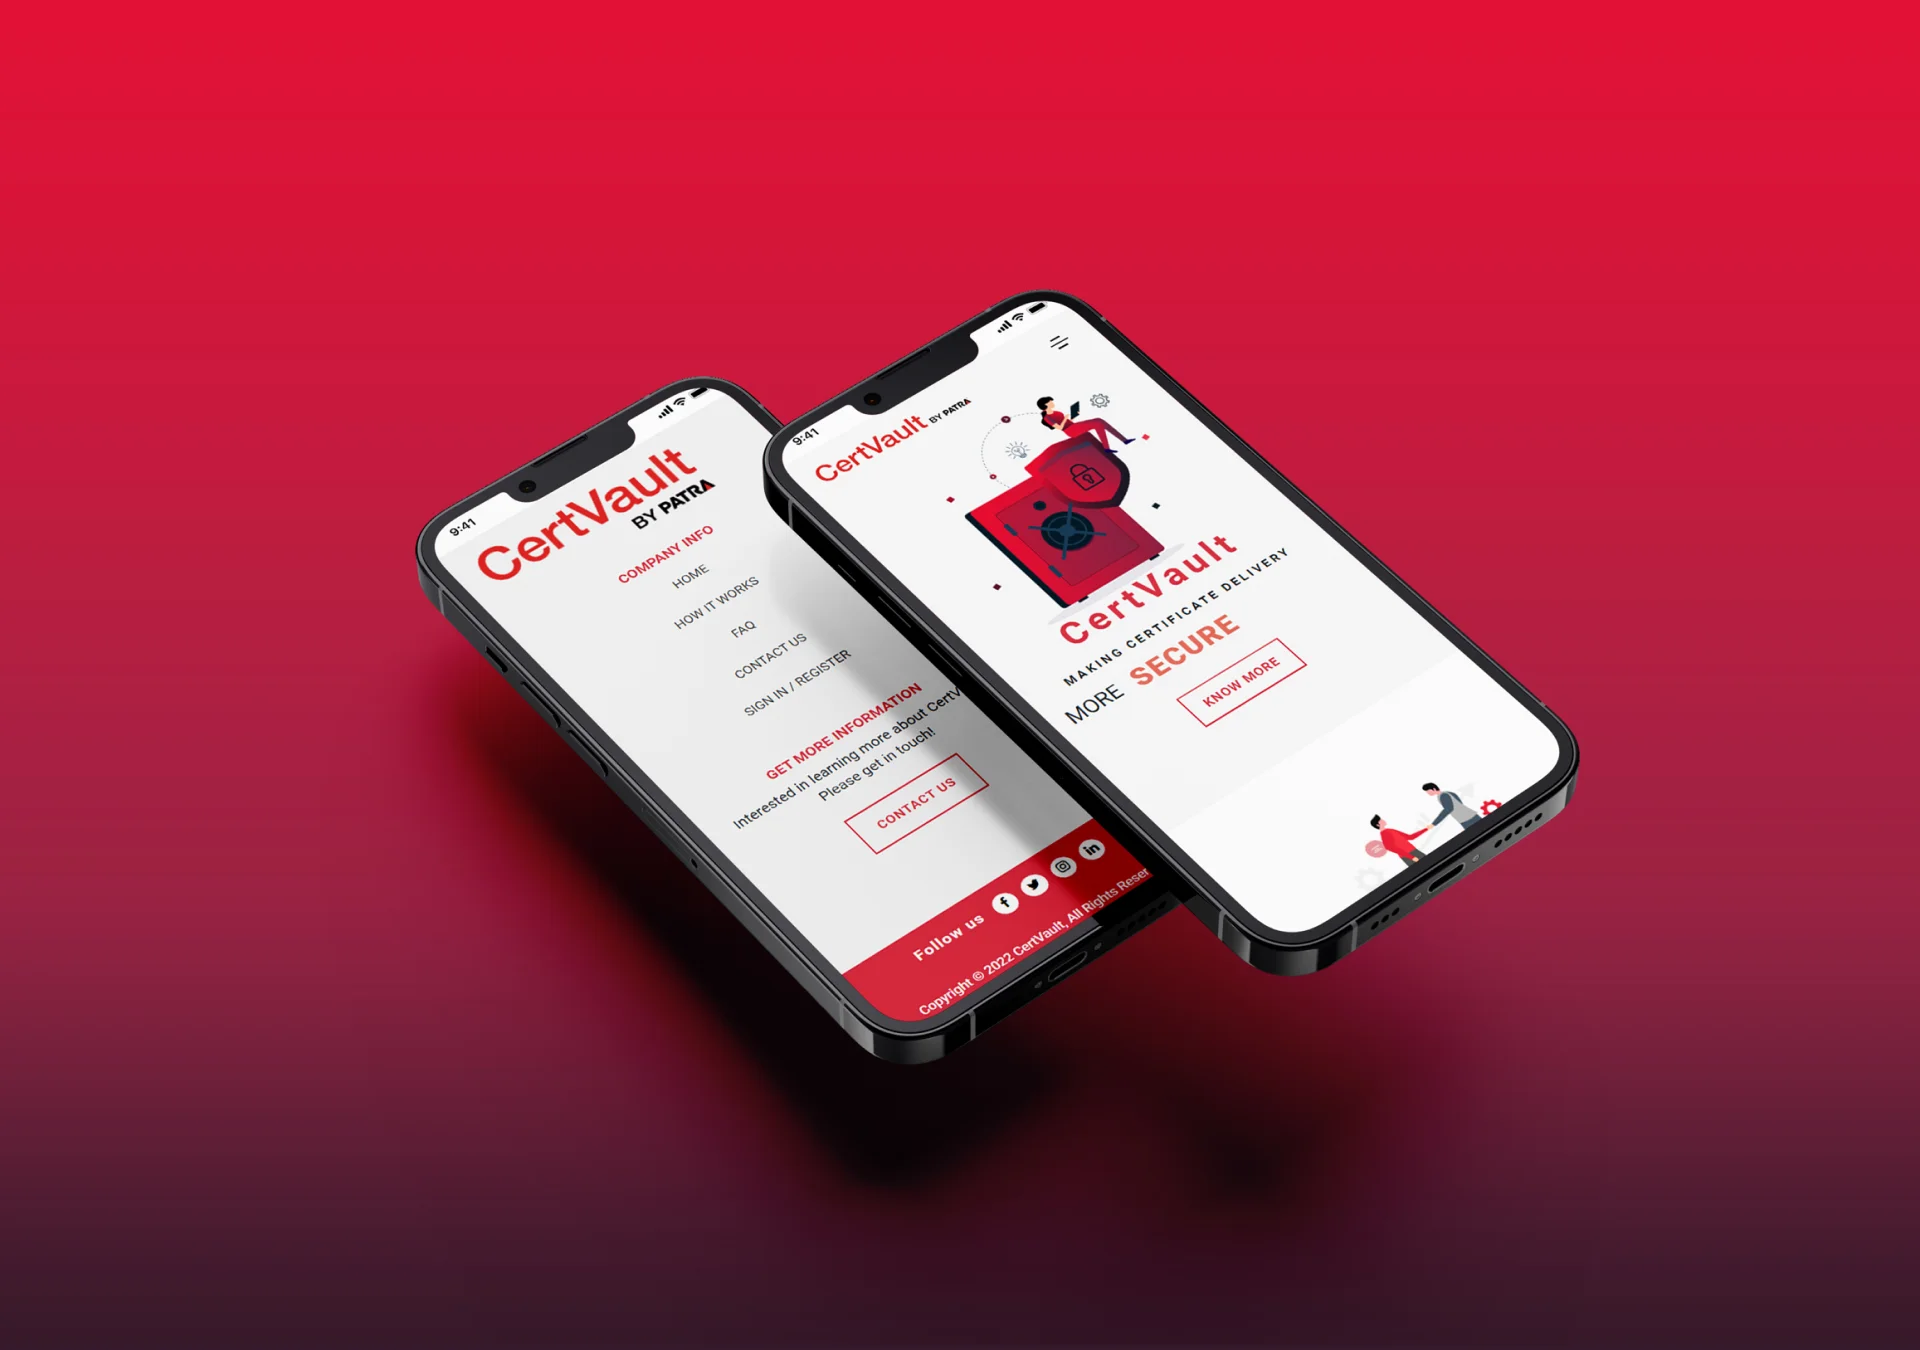 9:41
CertVault
BY PATRA
COMPANY INFO
HOME
HOW IT WORKS
FAQ
CONTACT US
SIGN IN / REGISTER
GET MORE INFORMATION
Interested in learning more about CertV
Please get in touch!
CONTACT US
Follow us
Copyright © 2022 CertVault, All Rights Reser
9:41
CertVault BY PATRA
CertVault
MAKING CERTIFICATE DELIVERY
MORE SECURE
KNOW MORE